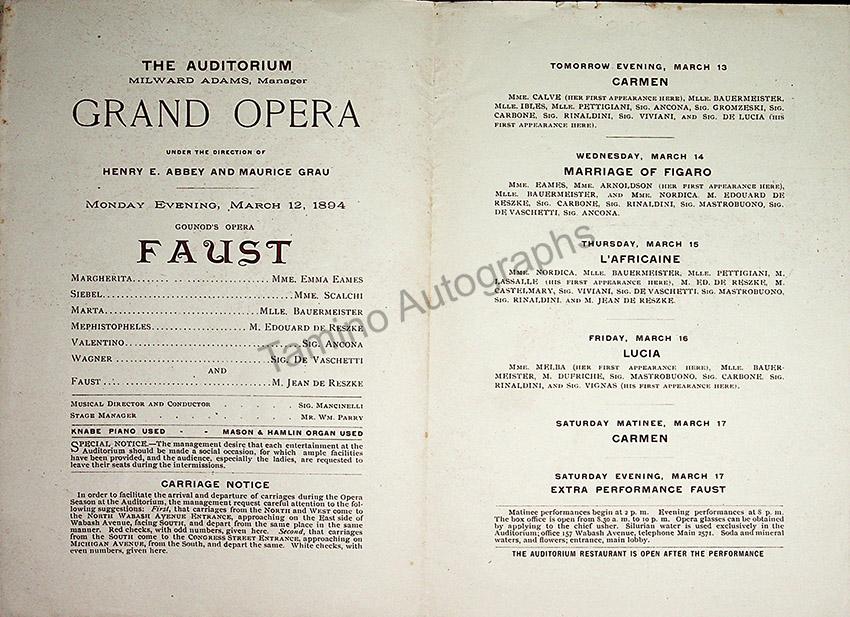 THE AUDITORIUM
MILWARD ADAMS, Manager
GRAND OPERA
UNDER THE DIRECTION OF
HENRY E. ABBEY AND MAURICE GRAU
MONDAY EVENING, MARCH 12, 1894
GOUNOD'S OPERA
FAUST
MARGHERITA.........................MME. EMMA EAMES
SIEBEL...................................MME. SCALCHI
MARTA............................MLLE. BAUERMEISTER
MEPHISTOPHELES.................M. EDOUARD DE RESZKE
VALENTINO................................SIG. ANCONA
WAGNER ............................SIG. DE VASCHETTI
AND
FAUST ...............................M. JEAN DE RESZKE
MUSICAL DIRECTOR AND CONDUCTOR . . . . . SIG. MANCINELLI
STAGE MANAGER . . . . . . . . MR. WM. PARRY
KNABE PIANO USED - - MASON & HAMLIN ORGAN USED
SPECIAL NOTICE.—The management desire that each entertainment at the
Auditorium should be made a social occasion, for which ample facilities
have been provided, and the audience, especially the ladies, are requested to
leave their seats during the intermissions.
CARRIAGE NOTICE
In order to facilitate the arrival and departure of carriages during the Opera
Season at the Auditorium, the management request careful attention to the fol-
lowing suggestions: First, that carriages from the NORTH and WEST come to
the NORTH WABASH AVENUE ENTRANCE, approaching on the East side of
Wabash Avenue, facing SOUTH, and depart from the same place in the same
manner. Red checks, with odd numbers, given here. Second, that carriages
from the SOUTH come to the CONGRESS STREET ENTRANCE, approaching on
MICHIGAN AVENUE, from the South, and depart the same. White checks, with
even numbers, given here.
TOMORROW EVENING, MARCH 13
CARMEN
MME. CALVE (HER FIRST APPEARANCE HERE), MLLE. BAUERMEISTER,
MLLE. IBLES, MLLE. PETTIGIANI, SIG. ANCONA, SIG. GROMZESKI, SIG.
CARBONE, SIG. RINALDINI, SIG. VIVIANI, AND SIG. DE LUCIA (HIS
FIRST APPEARANCE HERE).
WEDNESDAY, MARCH 14
MARRIAGE OF FIGARO
MME. EAMES, MME. ARNOLDSON (HER FIRST APPEARANCE HERE),
MLLE. BAUERMEISTER, AND MME. NORDICA. M. EDOUARD DE
RESZKE, SIG. CARBONE, SIG. RINALDINI, SIG. MASTROBUONO, SIG.
DE VASCHETTI, SIG. ANCONA.
THURSDAY, MARCH 15
L'AFRICAINE
MME. NORDICA, MLLE. BAUERMEISTER, MLLE. PETTIGIANI, M.
LASSALLE (HIS FIRST APPEARANCE HERE), M. ED. DE RESZKE, M.
CASTELMARY, SIG. VIVIANI, SIG. DE VASCHETTI. SIG. MASTROBUONO,
SIG. RINALDINI, AND M. JEAN DE RESZKE.
FRIDAY, MARCH 16
LUCIA
MME. MELBA (HER FIRST APPEARANCE HERE), MLLE. BAUER-
MEISTER, M. DUFRICHE, SIG. MASTROBUONO, SIG. CARBONE, SIG.
RINALDINI, AND SIG. VIGNAS (HIS FIRST APPEARANCE HERE).
SATURDAY MATINEE, MARCH 17
CARMEN
SATURDAY EVENING, MARCH 17
EXTRA PERFORMANCE FAUST
Matinee performances begin at 2 p. m. Evening performances at 8 p. m.
The box office is open from 8.30 a. m. to 10 p. m. Opera glasses can be obtained
by applying to the chief usher. Silurian water is used exclusively in the
Auditorium; office 157 Wabash Avenue, telephone Main 2571. Soda and mineral
waters, and flowers; entrance, main lobby.
THE AUDITORIUM RESTAURANT IS OPEN AFTER THE PERFORMANCE
Tamino Autographs